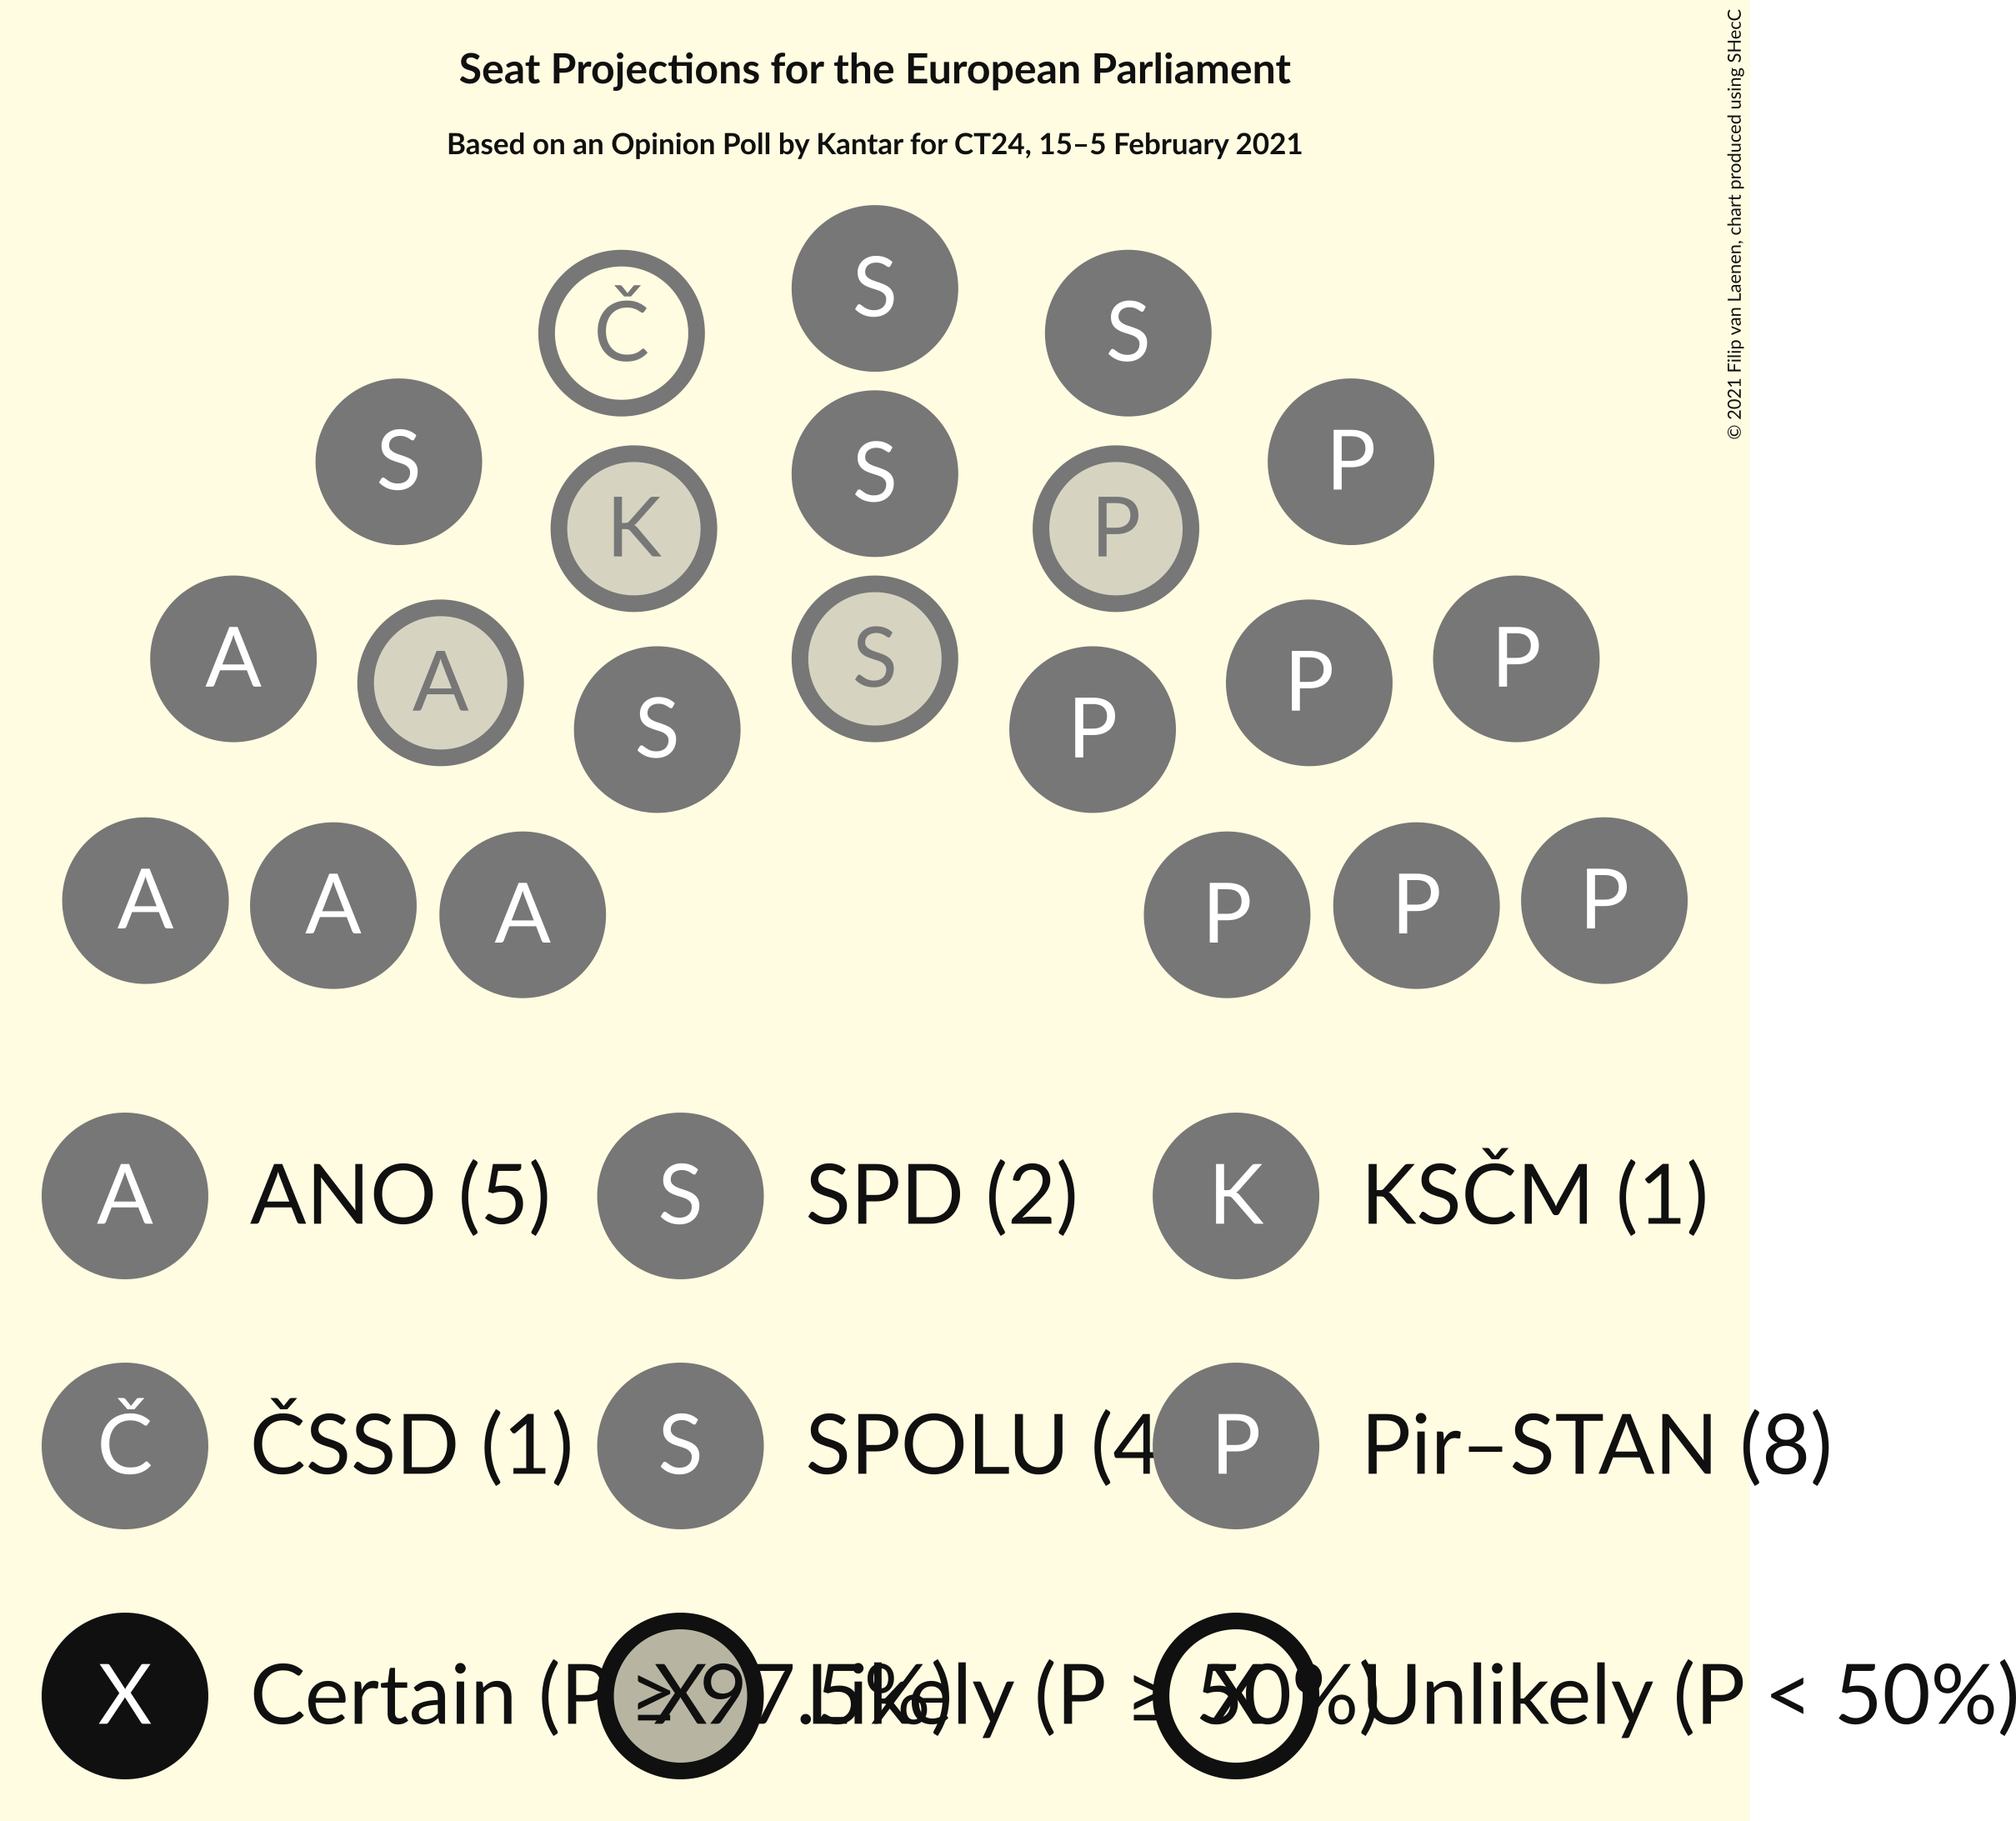 Seat Projections for the European Parliament
Based on an Opinion Poll by Kantar for CT24, 15–5 February 2021
© 2021 Filip van Laenen, chart produced using SHecC
S
Č S
S P
S
K P
A S P
A P
S P
A A A P P P
A ANO (5) S SPD (2) K KSČM (1)
Č ČSSD (1) S SPOLU (4 P Pir–STAN (8)
X Certain (P ≥ 97.5%) X Likely (P ≥ 50%) X Unlikely (P < 50%)